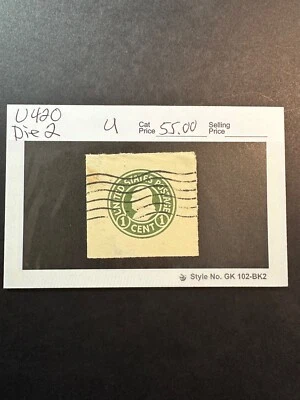 U420
Die 2
U
Cat
Price 55.00
Selling
Price
UNITED STATES POSTAGE
1 CENT 1
Style No. GK 102-BK2